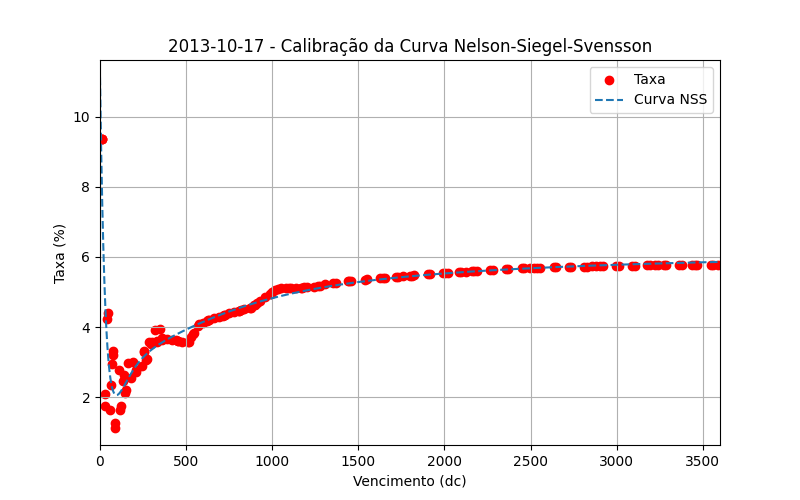 2013-10-17 - Calibração da Curva Nelson-Siegel-Svensson
Taxa
Curva NSS
Taxa (%)
10
8
6
4
2
0 500 1000 1500 2000 2500 3000 3500
Vencimento (dc)